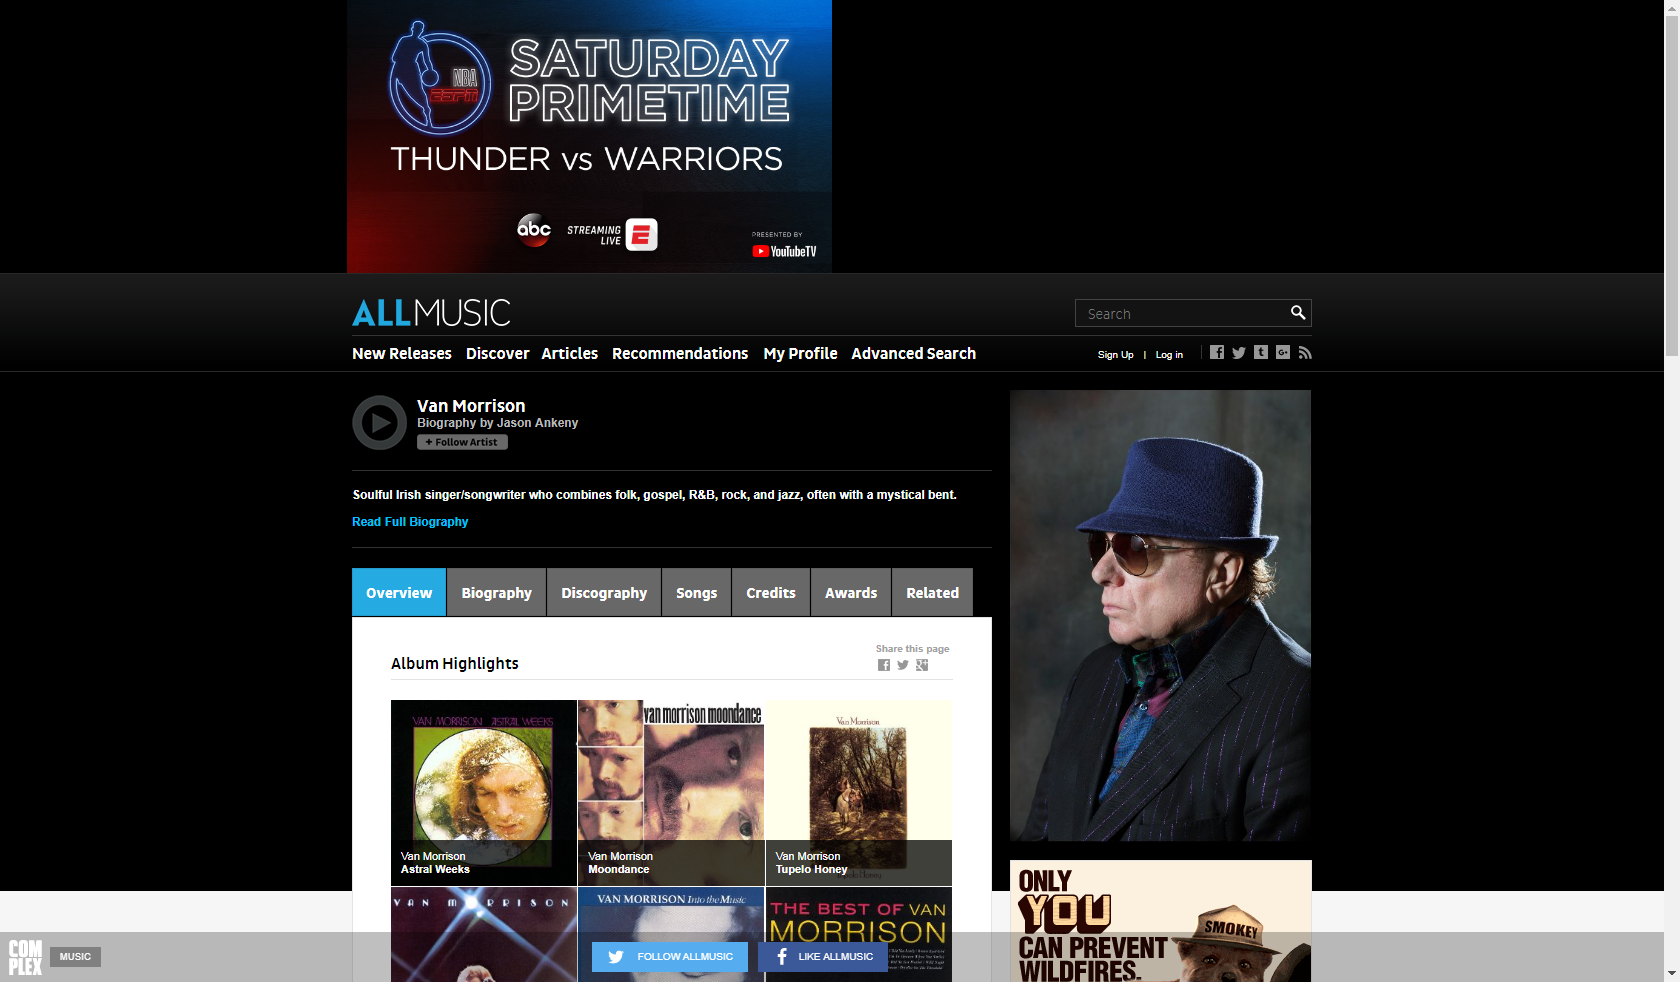 NBA
ESPN
SATURDAY
PRIMETIME
THUNDER vs WARRIORS
abc
STREAMING
LIVE
E
PRESENTED BY
YouTubeTV
ALLMUSIC
Search
New Releases Discover Articles Recommendations My Profile Advanced Search
Sign Up | Log in
Van Morrison
Biography by Jason Ankeny
+ Follow Artist
Soulful Irish singer/songwriter who combines folk, gospel, R&B, rock, and jazz, often with a mystical bent.
Read Full Biography
Overview Biography Discography Songs Credits Awards Related
Share this page
Album Highlights
VAN MORRISON ASTRAL WEEKS
van morrison moondance
Van Morrison
Van Morrison
Astral Weeks
Van Morrison
Moondance
Van Morrison
Tupelo Honey
Tupelo Honey
VAN MORRISON
VAN MORRISON Into the Music
THE BEST OF VAN
MORRISON
ONLY
YOU
CAN PREVENT
WILDFIRES.
SMOKEY
COM
PLEX
MUSIC
FOLLOW ALLMUSIC
LIKE ALLMUSIC